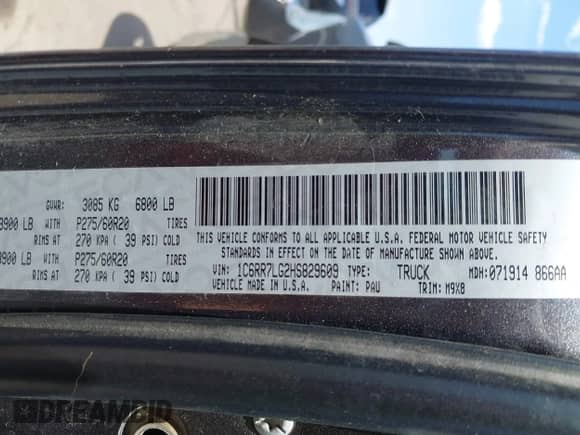 GVWR: 3085 KG 6800 LB
3900 LB WITH P275/60R20 TIRES
RIMS AT 270 KPA ( 39 PSI) COLD
3900 LB WITH P275/60R20 TIRES
RIMS AT 270 KPA ( 39 PSI) COLD
THIS VEHICLE CONFORMS TO ALL APPLICABLE U.S.A. FEDERAL MOTOR VEHICLE SAFETY
STANDARDS IN EFFECT ON THE DATE OF MANUFACTURE SHOWN ABOVE.
VIN: 1C6RR7LG2HS829609 TYPE: TRUCK MDH: 071914 866AA
VEHICLE MADE IN U.S.A. PAINT: PAU TRIM: M9X8
DREAMBID